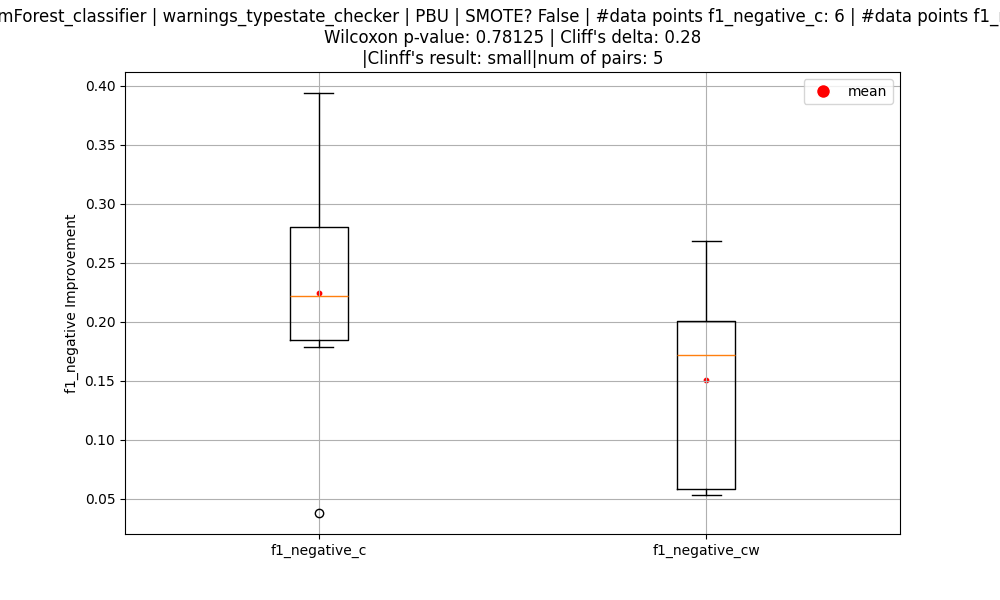 mForest_classifier | warnings_typestate_checker | PBU | SMOTE? False | #data points f1_negative_c: 6 | #data points f1_
Wilcoxon p-value: 0.78125 | Cliff's delta: 0.28
|Clinff's result: small|num of pairs: 5
mean
0.40
0.35
0.30
0.25
0.20
0.15
0.10
0.05
f1_negative Improvement
f1_negative_c
f1_negative_cw